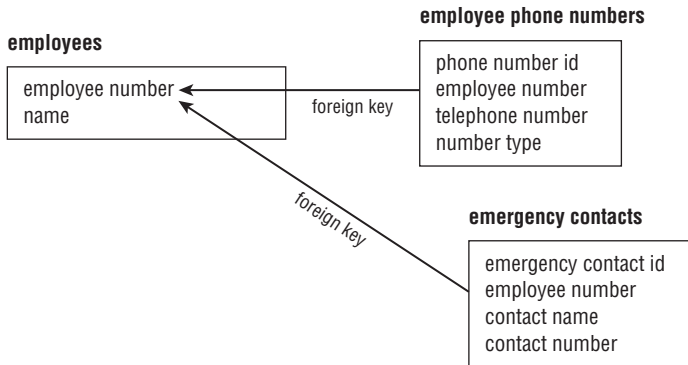 employees
employee number
name
employee phone numbers
phone number id
employee number
telephone number
number type
foreign key
foreign key
emergency contacts
emergency contact id
employee number
contact name
contact number